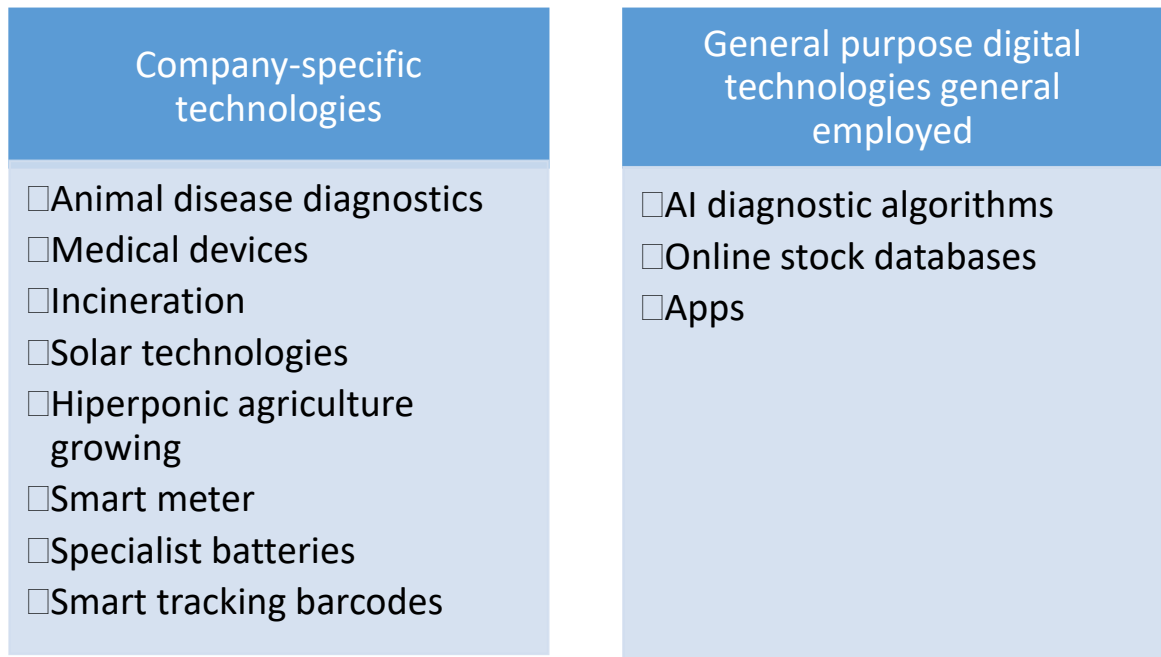 Company-specific
technologies
□Animal disease diagnostics
□Medical devices
□Incineration
□Solar technologies
□Hiperponic agriculture
growing
□Smart meter
□Specialist batteries
□Smart tracking barcodes
General purpose digital
technologies general
employed
□AI diagnostic algorithms
□Online stock databases
□Apps